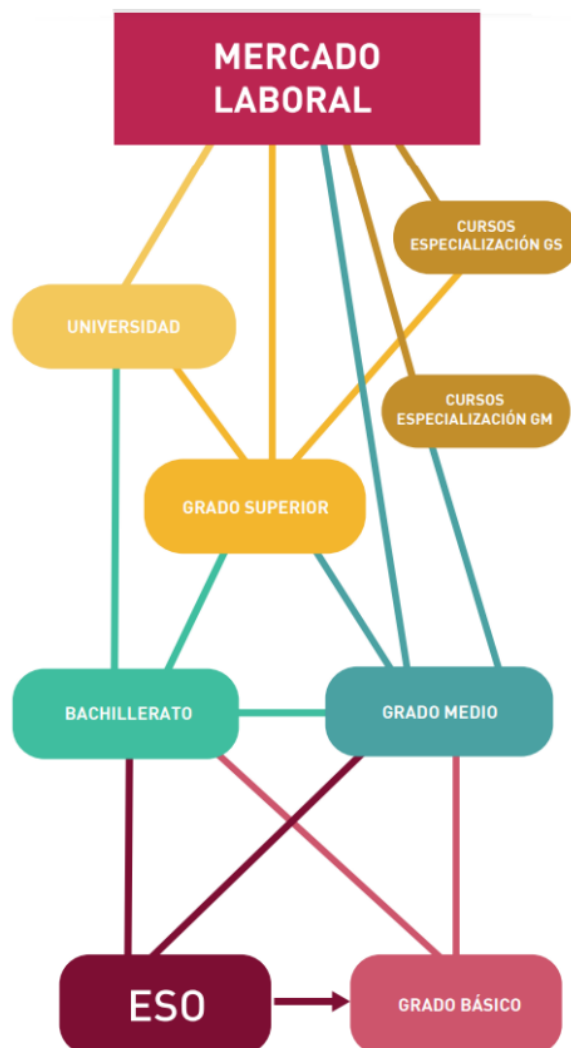 MERCADO
LABORAL
CURSOS
ESPECIALIZACIÓN GS
UNIVERSIDAD
CURSOS
ESPECIALIZACIÓN GM
GRADO SUPERIOR
BACHILLERATO
GRADO MEDIO
ESO
GRADO BÁSICO